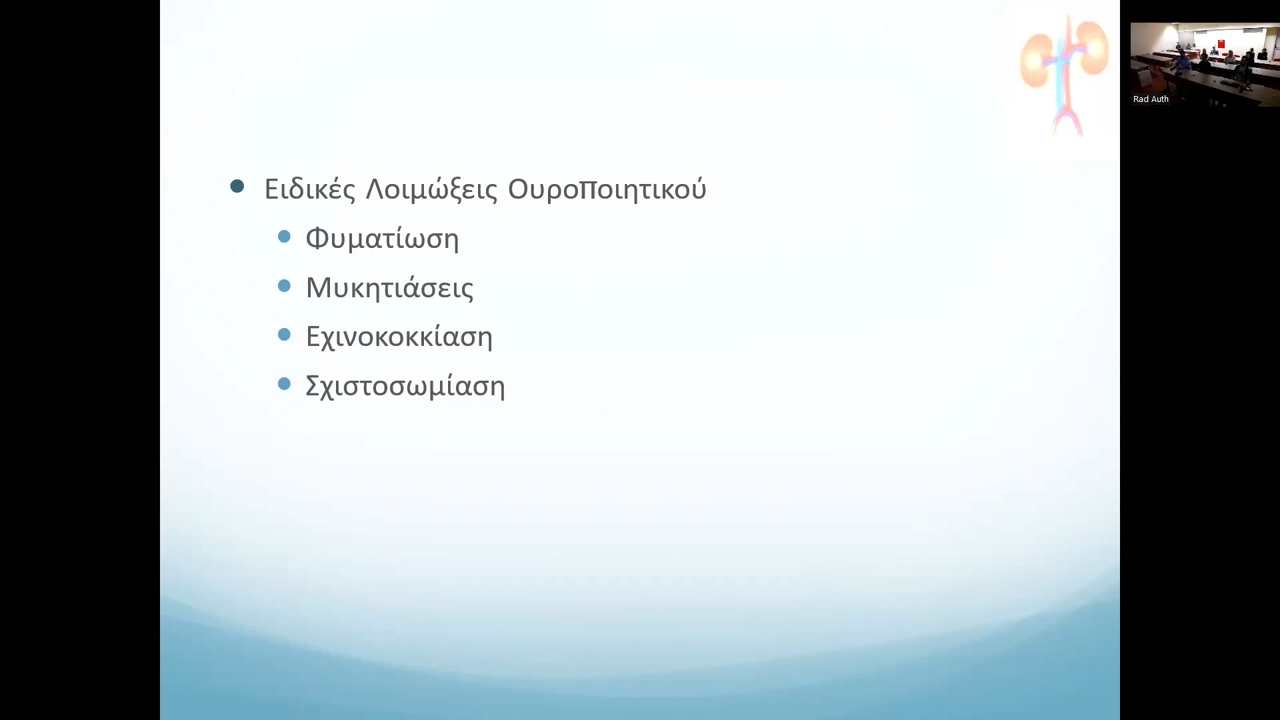 Ειδικές Λοιμώξεις Ουροποιητικού
Φυματίωση
Μυκητιάσεις
Εχινοκοκκίαση
Σχιστοσωμίαση
Rad Auth